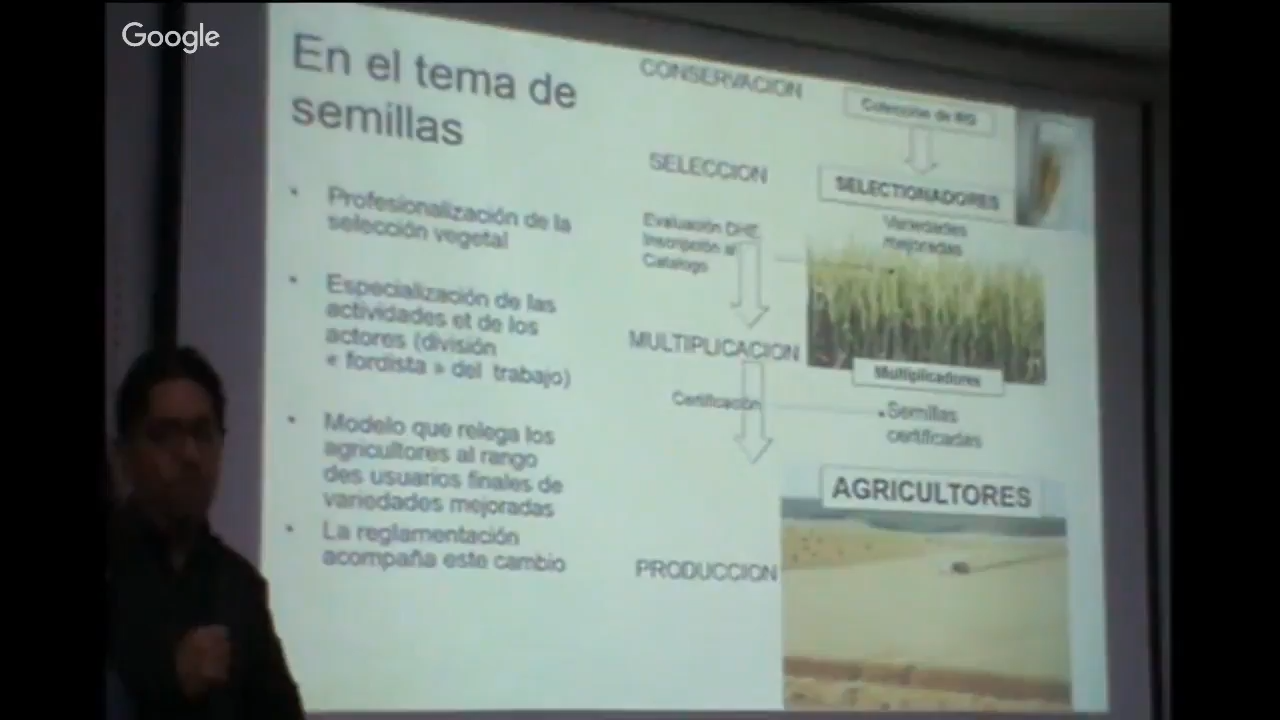 Google
En el tema de
semillas
• Profesionalización de la
selección vegetal
• Especialización de las
actividades et de los
actores (división
« fordista » del trabajo)
• Modelo que relega los
agricultores al rango
des usuarios finales de
variedades mejoradas
• La reglamentación
acompaña este cambio
CONSERVACION
SELECCION
Evaluación DHE
Inscripción al
Catalogo
MULTIPLICACION
Certificación
PRODUCCION
Colecciones de RG
SELECTIONADORES
Variedades
mejoradas
Multiplicadores
• Semillas
certificadas
AGRICULTORES